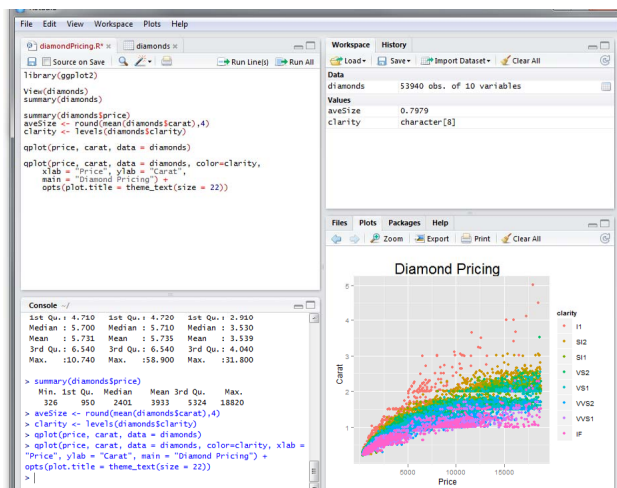 File Edit View Workspace Plots Help
diamondPricing.R* × diamonds ×
Source on Save Run Line(s) Run All
library(ggplot2)
View(diamonds)
summary(diamonds)
summary(diamonds$price)
aveSize <- round(mean(diamonds$carat),4)
clarity <- levels(diamonds$clarity)
qplot(price, carat, data = diamonds)
qplot(price, carat, data = diamonds, color=clarity,
xlab = "Price", ylab = "Carat",
main = "Diamond Pricing") +
opts(plot.title = theme_text(size = 22))
Console ~/
1st Qu.: 4.710 1st Qu.: 4.720 1st Qu.: 2.910
Median : 5.700 Median : 5.710 Median : 3.530
Mean : 5.731 Mean : 5.735 Mean : 3.539
3rd Qu.: 6.540 3rd Qu.: 6.540 3rd Qu.: 4.040
Max. :10.740 Max. :58.900 Max. :31.800
> summary(diamonds$price)
Min. 1st Qu. Median Mean 3rd Qu. Max.
326 950 2401 3933 5324 18820
> aveSize <- round(mean(diamonds$carat),4)
> clarity <- levels(diamonds$clarity)
> qplot(price, carat, data = diamonds)
> qplot(price, carat, data = diamonds, color=clarity, xlab =
"Price", ylab = "Carat", main = "Diamond Pricing") +
opts(plot.title = theme_text(size = 22))
>
Workspace History
Load Save Import Dataset Clear All
Data
diamonds 53940 obs. of 10 variables
Values
aveSize 0.7979
clarity character[8]
Files Plots Packages Help
Zoom Export Print Clear All
Diamond Pricing
Carat
5
4
3
2
1
5000 10000 15000
Price
clarity
I1
SI2
SI1
VS2
VS1
VVS2
VVS1
IF